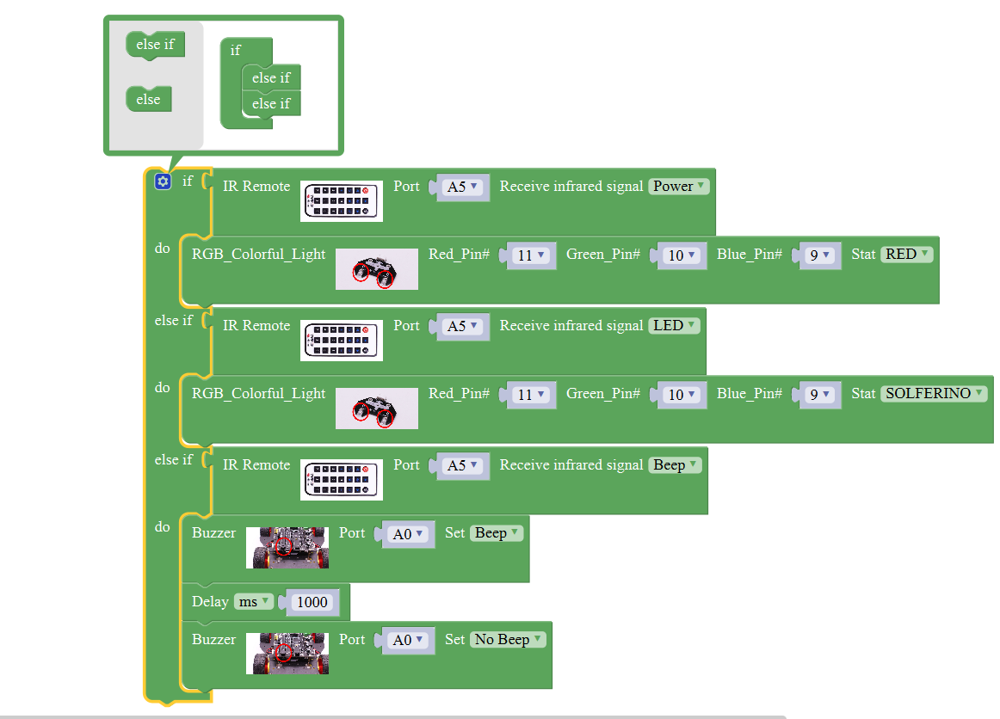 else if
else
if
else if
else if
if IR Remote Port A5 Receive infrared signal Power
do RGB_Colorful_Light Red_Pin# 11 Green_Pin# 10 Blue_Pin# 9 Stat RED
else if IR Remote Port A5 Receive infrared signal LED
do RGB_Colorful_Light Red_Pin# 11 Green_Pin# 10 Blue_Pin# 9 Stat SOLFERINO
else if IR Remote Port A5 Receive infrared signal Beep
do Buzzer Port A0 Set Beep
Delay ms 1000
Buzzer Port A0 Set No Beep